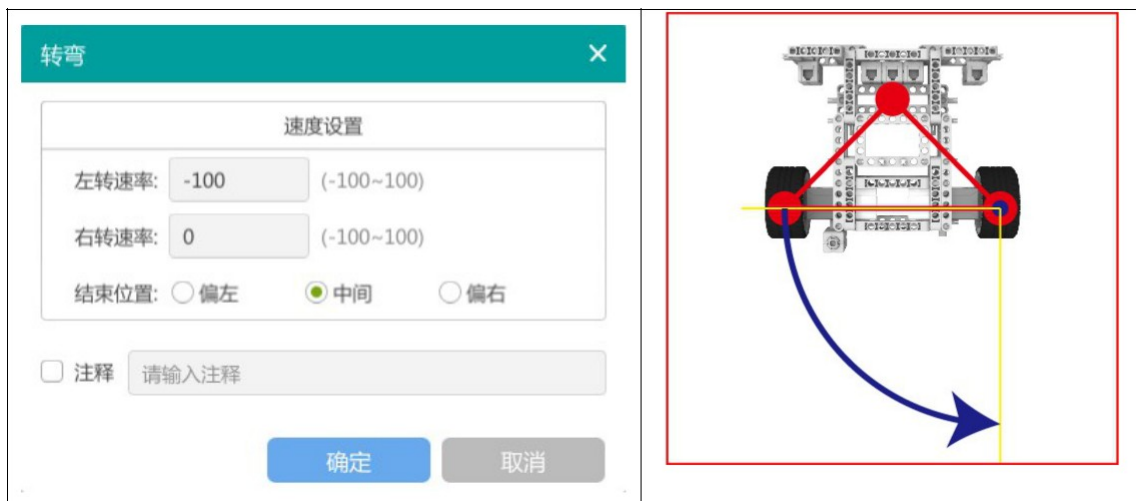 转弯
速度设置
左转速率: -100 (-100~100)
右转速率: 0 (-100~100)
结束位置: 偏左 中间 偏右
注释 请输入注释
确定 取消